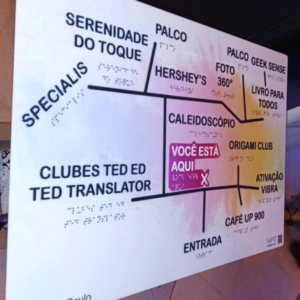 PALCO
SERENIDADE
DO TOQUE
PALCO
GEEK SENSE
FOTO
360°
HERSHEY'S
LIVRO PARA
TODOS
SPECIALIS
CALEIDOSCÓPIO
VOCÊ ESTÁ
AQUI
X
ORIGAMI CLUB
CLUBES TED ED
TED TRANSLATOR
ATIVAÇÃO
VIBRA
CAFÉ UP 900
ENTRADA